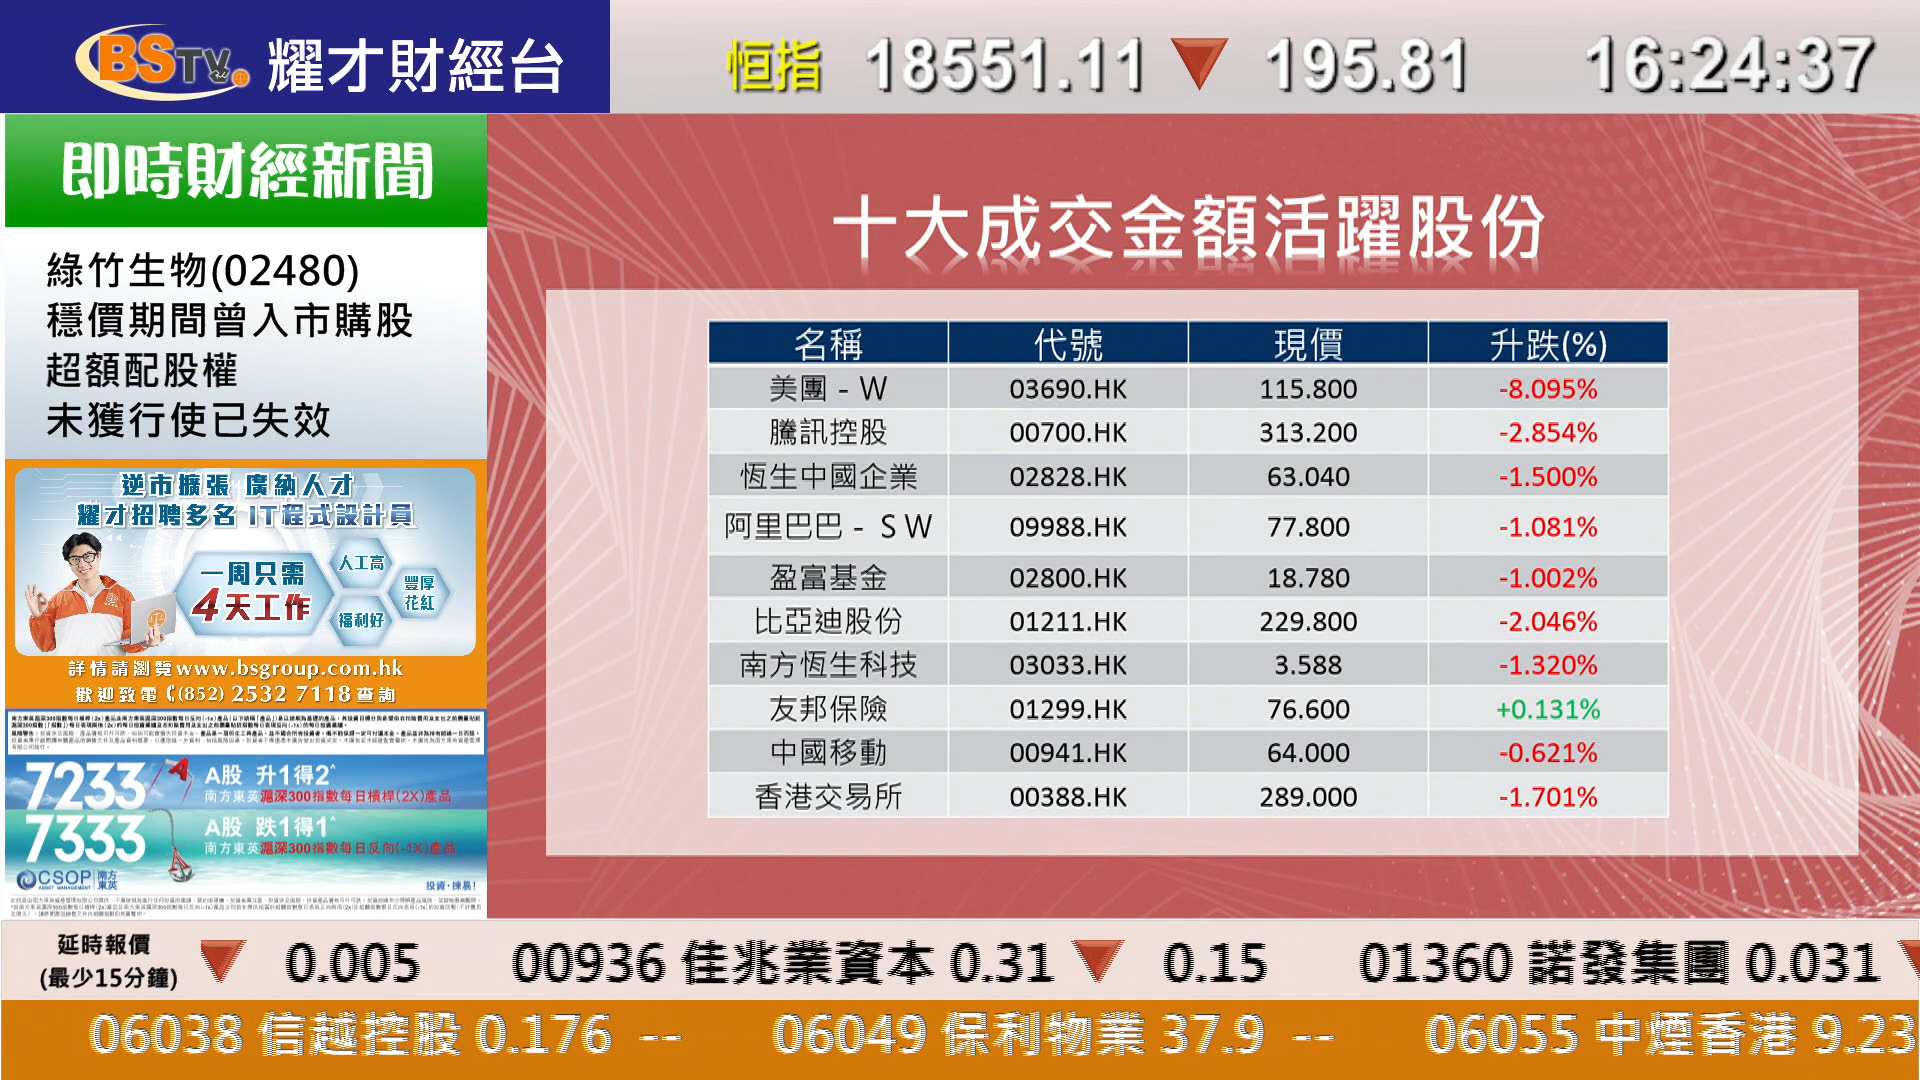 BSTV 耀才財經台
恒指 18551.11 ▼ 195.81 16:24:37
即時財經新聞
綠竹生物(02480)
穩價期間曾入市購股
超額配股權
未獲行使已失效
逆市擴張 廣納人才
耀才招聘多名 IT程式設計員
一周只需
4天工作
人工高
豐厚
花紅
福利好
詳情請瀏覽www.bsgroup.com.hk
歡迎致電 (852) 2532 7118 查詢
7233
A股 升1得2^
南方東英滬深300指數每日槓桿(2X)產品
7333
A股 跌1得1^
南方東英滬深300指數每日反向(-1X)產品
CSOP 南方東英
ASSET MANAGEMENT
投資·揀易!
十大成交金額活躍股份
名稱 代號 現價 升跌(%)
美團 - W 03690.HK 115.800 -8.095%
騰訊控股 00700.HK 313.200 -2.854%
恆生中國企業 02828.HK 63.040 -1.500%
阿里巴巴 - ＳＷ 09988.HK 77.800 -1.081%
盈富基金 02800.HK 18.780 -1.002%
比亞迪股份 01211.HK 229.800 -2.046%
南方恆生科技 03033.HK 3.588 -1.320%
友邦保險 01299.HK 76.600 +0.131%
中國移動 00941.HK 64.000 -0.621%
香港交易所 00388.HK 289.000 -1.701%
延時報價
(最少15分鐘)
▼ 0.005 00936 佳兆業資本 0.31 ▼ 0.15 01360 諾發集團 0.031
06038 信越控股 0.176 -- 06049 保利物業 37.9 -- 06055 中煙香港 9.23